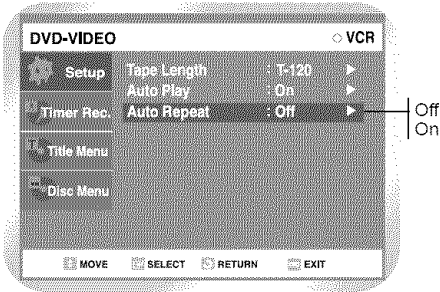 DVD-VIDEO ◇ VCR
Setup Tape Length : T-120 ▶
Auto Play : On ▶
Timer Rec. Auto Repeat : Off ▶ Off
On
Title Menu
Disc Menu
MOVE SELECT RETURN EXIT